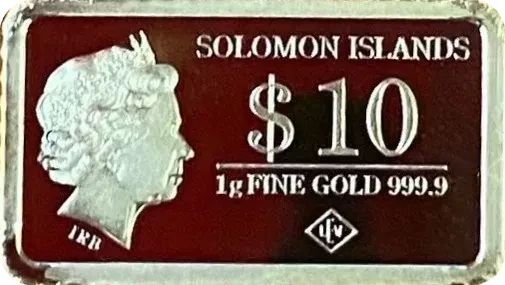 SOLOMON ISLANDS
$10
1g FINE GOLD 999.9
IRB